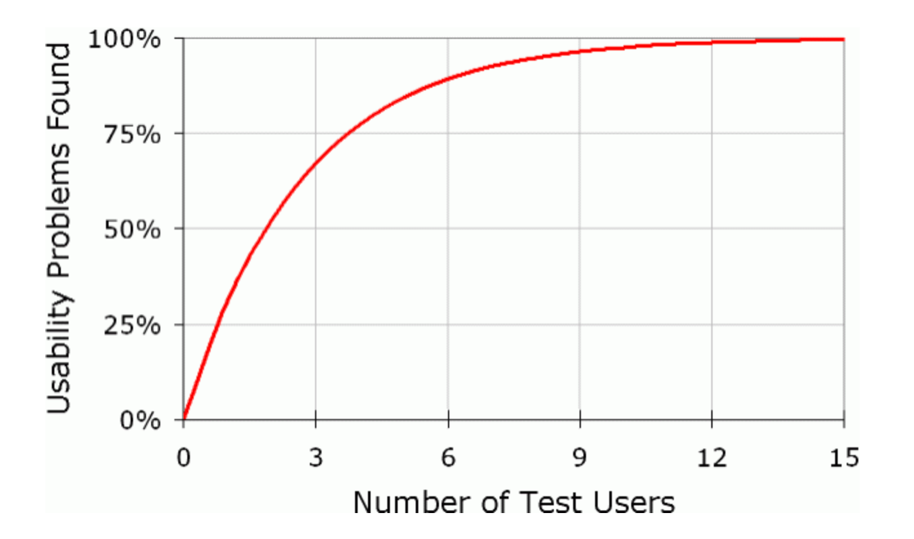 Usability Problems Found
100%
75%
50%
25%
0%
0 3 6 9 12 15
Number of Test Users